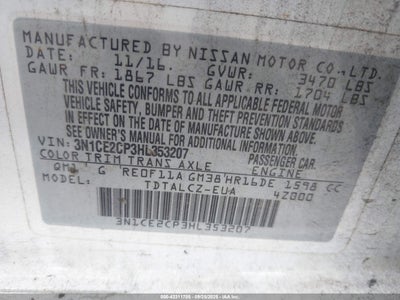 MANUFACTURED BY NISSAN MOTOR CO., LTD.
DATE: 11/16. GVWR: 3470 LBS
GAWR FR: 1867 LBS GAWR RR: 1704 LBS
THIS VEHICLE CONFORMS TO ALL APPLICABLE FEDERAL MOTOR
VEHICLE SAFETY, BUMPER AND THEFT PREVENTION STANDARDS
IN EFFECT ON THE DATE OF MANUFACTURE SHOWN ABOVE.
*SEE OWNER'S MANUAL FOR ADDITIONAL INFORMATION.
VIN: 3N1CE2CP3HL353207 PASSENGER CAR
COLOR TRIM TRANS AXLE ENGINE
QM1 G RE0F11A GM38 HR16DE 1598 CC
MODEL: TDTALCZ-EUA 4Z000
3N1CE2CP3HL353207